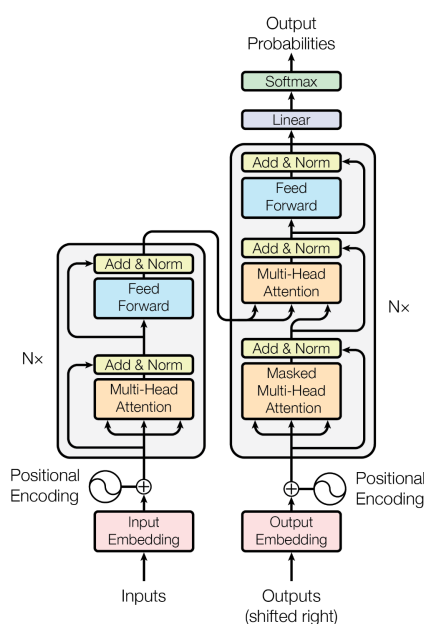 Output
Probabilities
Softmax
Linear
Add & Norm
Feed
Forward
Add & Norm
Multi-Head
Attention
Add & Norm
Masked
Multi-Head
Attention
N×
Positional
Encoding
Output
Embedding
Outputs
(shifted right)
Add & Norm
Feed
Forward
N×
Add & Norm
Multi-Head
Attention
Positional
Encoding
Input
Embedding
Inputs